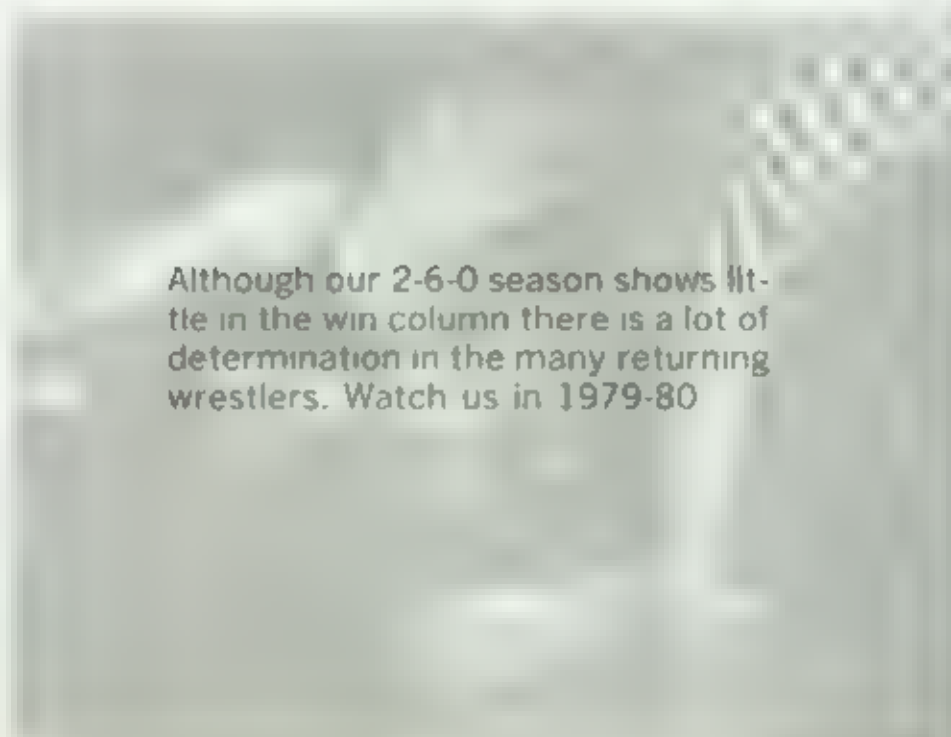 Although our 2-6-0 season shows lit-
tle in the win column there is a lot of
determination in the many returning
wrestlers. Watch us in 1979-80